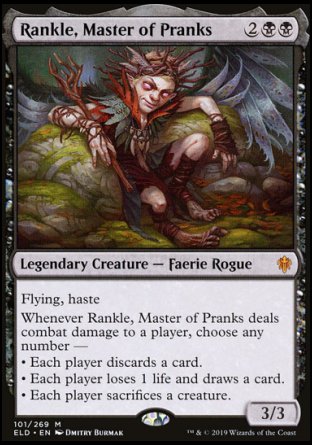 Rankle, Master of Pranks 2
Legendary Creature — Faerie Rogue
Flying, haste
Whenever Rankle, Master of Pranks deals
combat damage to a player, choose any
number —
• Each player discards a card.
• Each player loses 1 life and draws a card.
• Each player sacrifices a creature.
3/3
101/269 M
ELD • EN Dmitry Burmak
™ & © 2019 Wizards of the Coast